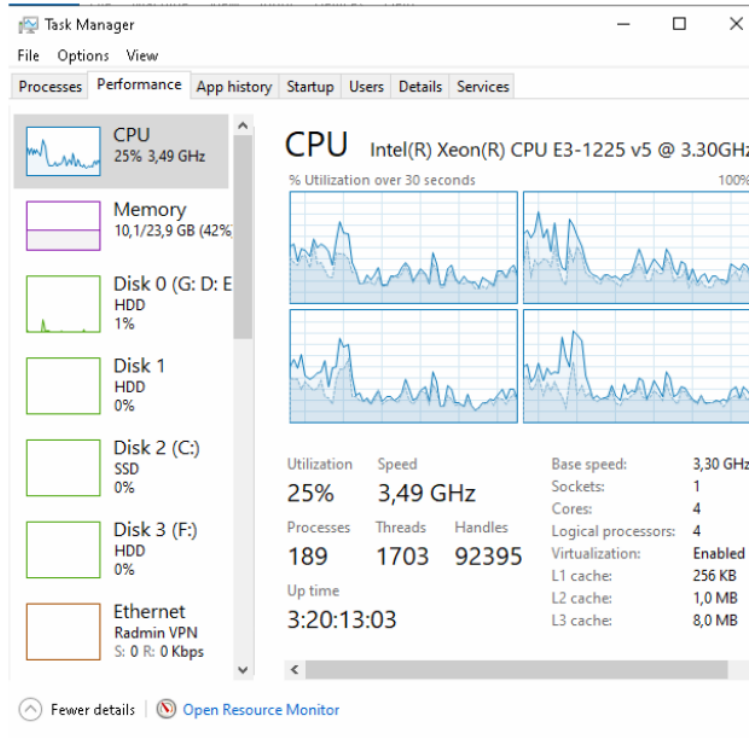 Task Manager
File Options View
Processes Performance App history Startup Users Details Services
CPU
25% 3,49 GHz
Memory
10,1/23,9 GB (42%
Disk 0 (G: D: E
HDD
1%
Disk 1
HDD
0%
Disk 2 (C:)
SSD
0%
Disk 3 (F:)
HDD
0%
Ethernet
Radmin VPN
S: 0 R: 0 Kbps
CPU Intel(R) Xeon(R) CPU E3-1225 v5 @ 3.30GHz
% Utilization over 30 seconds 100%
Utilization Speed
25% 3,49 GHz
Processes Threads Handles
189 1703 92395
Up time
3:20:13:03
Base speed: 3,30 GHz
Sockets: 1
Cores: 4
Logical processors: 4
Virtualization: Enabled
L1 cache: 256 KB
L2 cache: 1,0 MB
L3 cache: 8,0 MB
Fewer details Open Resource Monitor